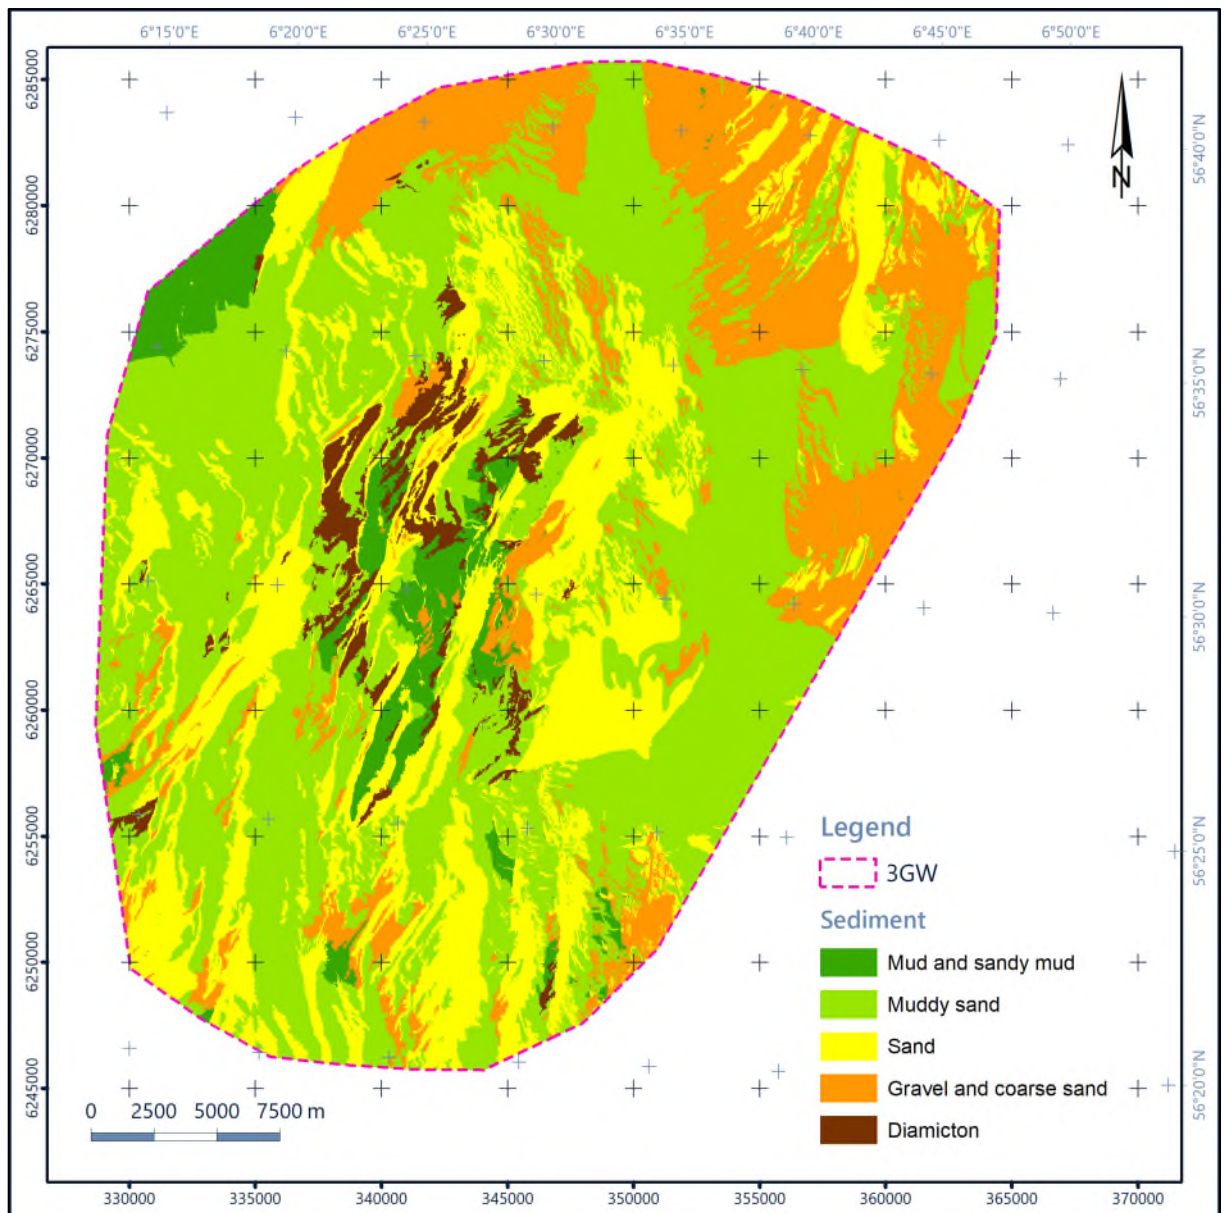 6°15'0"E 6°20'0"E 6°25'0"E 6°30'0"E 6°35'0"E 6°40'0"E 6°45'0"E 6°50'0"E
6285000
6280000
6275000
6270000
6265000
6260000
6255000
6250000
6245000
N
56°40'0"N
56°35'0"N
56°30'0"N
56°25'0"N
56°20'0"N
Legend
3GW
Sediment
Mud and sandy mud
Muddy sand
Sand
Gravel and coarse sand
Diamicton
0 2500 5000 7500 m
330000 335000 340000 345000 350000 355000 360000 365000 370000